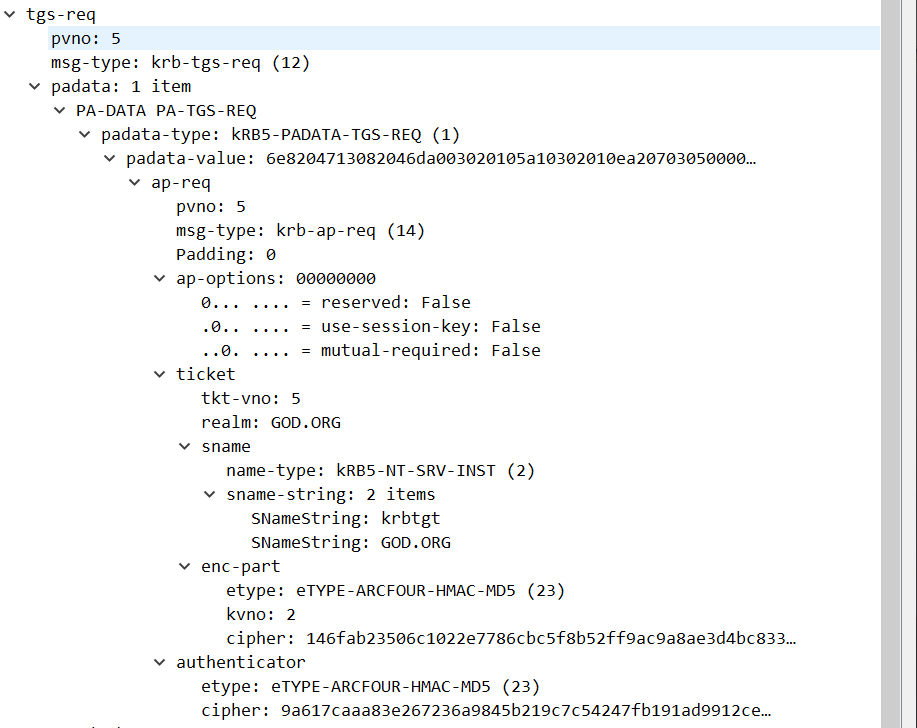 tgs-req
pvno: 5
msg-type: krb-tgs-req (12)
padata: 1 item
PA-DATA PA-TGS-REQ
padata-type: kRB5-PADATA-TGS-REQ (1)
padata-value: 6e8204713082046da003020105a10302010ea20703050000…
ap-req
pvno: 5
msg-type: krb-ap-req (14)
Padding: 0
ap-options: 00000000
0... .... = reserved: False
.0.. .... = use-session-key: False
..0. .... = mutual-required: False
ticket
tkt-vno: 5
realm: GOD.ORG
sname
name-type: kRB5-NT-SRV-INST (2)
sname-string: 2 items
SNameString: krbtgt
SNameString: GOD.ORG
enc-part
etype: eTYPE-ARCFOUR-HMAC-MD5 (23)
kvno: 2
cipher: 146fab23506c1022e7786cbc5f8b52ff9ac9a8ae3d4bc833…
authenticator
etype: eTYPE-ARCFOUR-HMAC-MD5 (23)
cipher: 9a617caaa83e267236a9845b219c7c54247fb191ad9912ce…